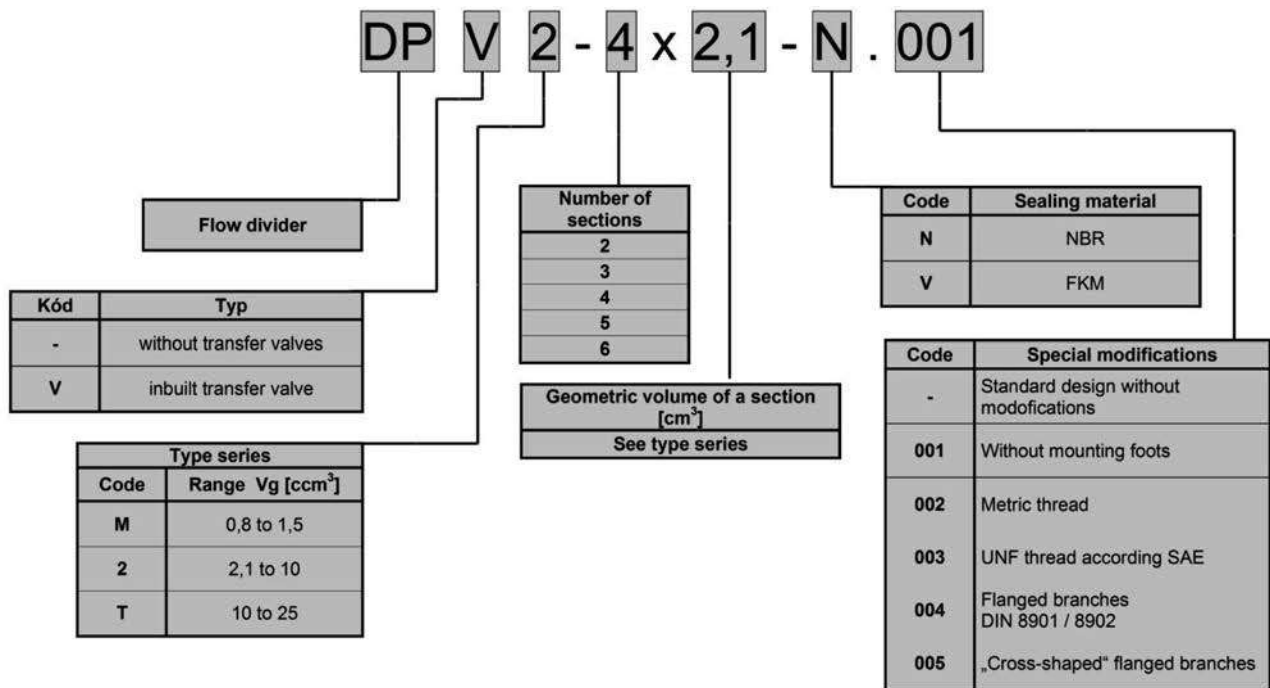 DP V 2 - 4 x 2,1 - N . 001
Flow divider
Kód Typ
- without transfer valves
V inbuilt transfer valve
Type series
Code Range Vg [ccm³]
M 0,8 to 1,5
2 2,1 to 10
T 10 to 25
Number of
sections
2
3
4
5
6
Geometric volume of a section
[cm³]
See type series
Code Sealing material
N NBR
V FKM
Code Special modifications
- Standard design without
modofications
001 Without mounting foots
002 Metric thread
003 UNF thread according SAE
004 Flanged branches
DIN 8901 / 8902
005 „Cross-shaped“ flanged branches